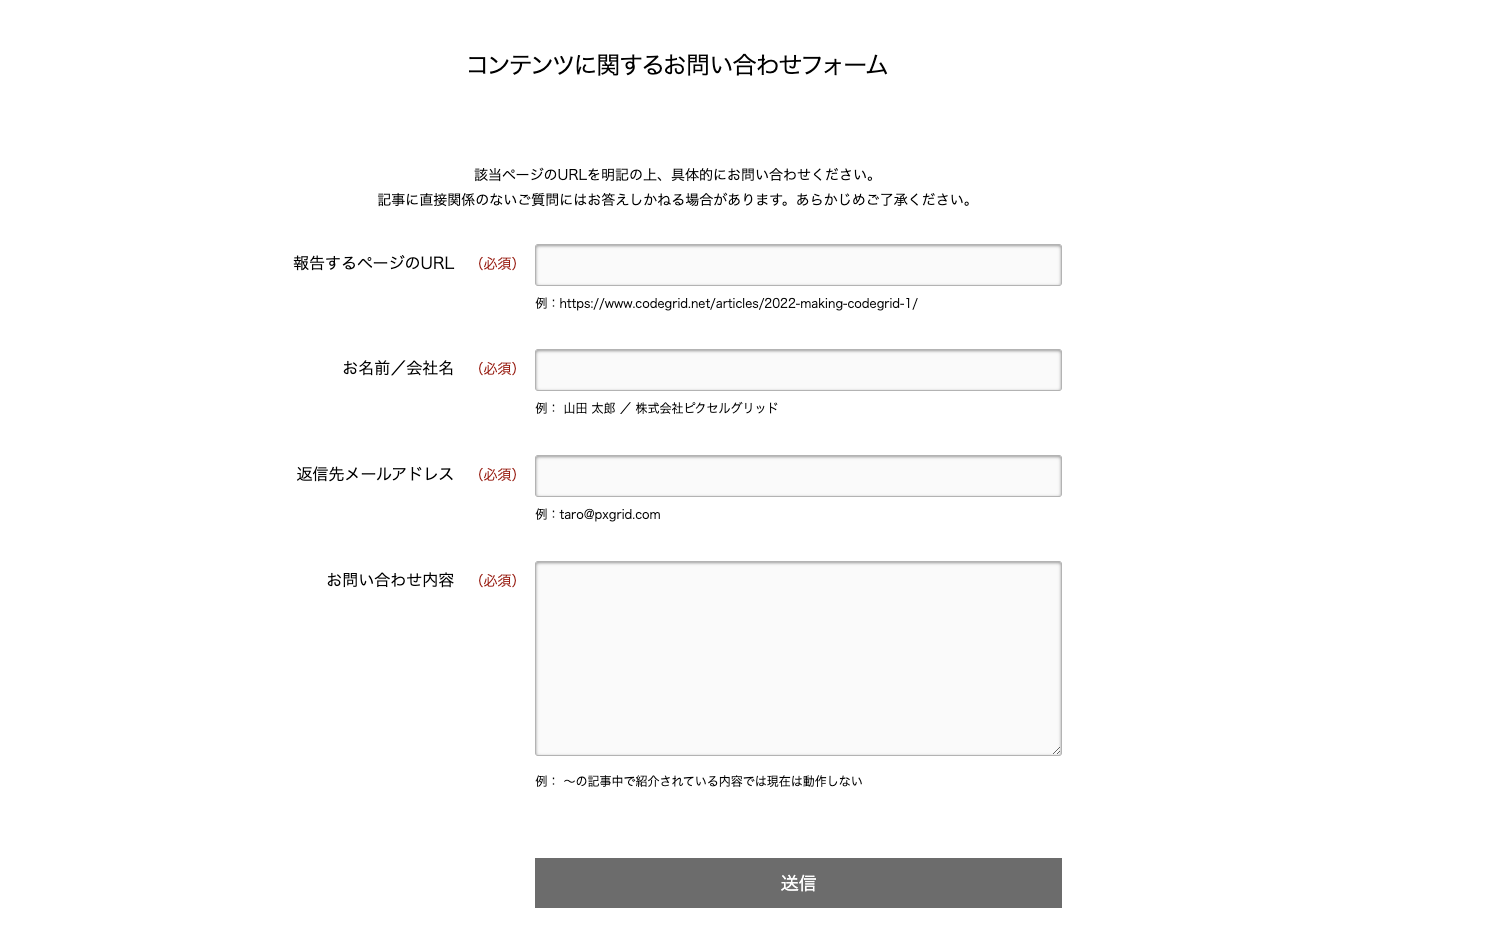 コンテンツに関するお問い合わせフォーム
該当ページのURLを明記の上、具体的にお問い合わせください。
記事に直接関係のないご質問にはお答えしかねる場合があります。あらかじめご了承ください。
報告するページのURL （必須）
例：https://www.codegrid.net/articles/2022-making-codegrid-1/
お名前／会社名 （必須）
例： 山田 太郎 ／ 株式会社ピクセルグリッド
返信先メールアドレス （必須）
例：taro@pxgrid.com
お問い合わせ内容 （必須）
例： 〜の記事中で紹介されている内容では現在は動作しない
送信